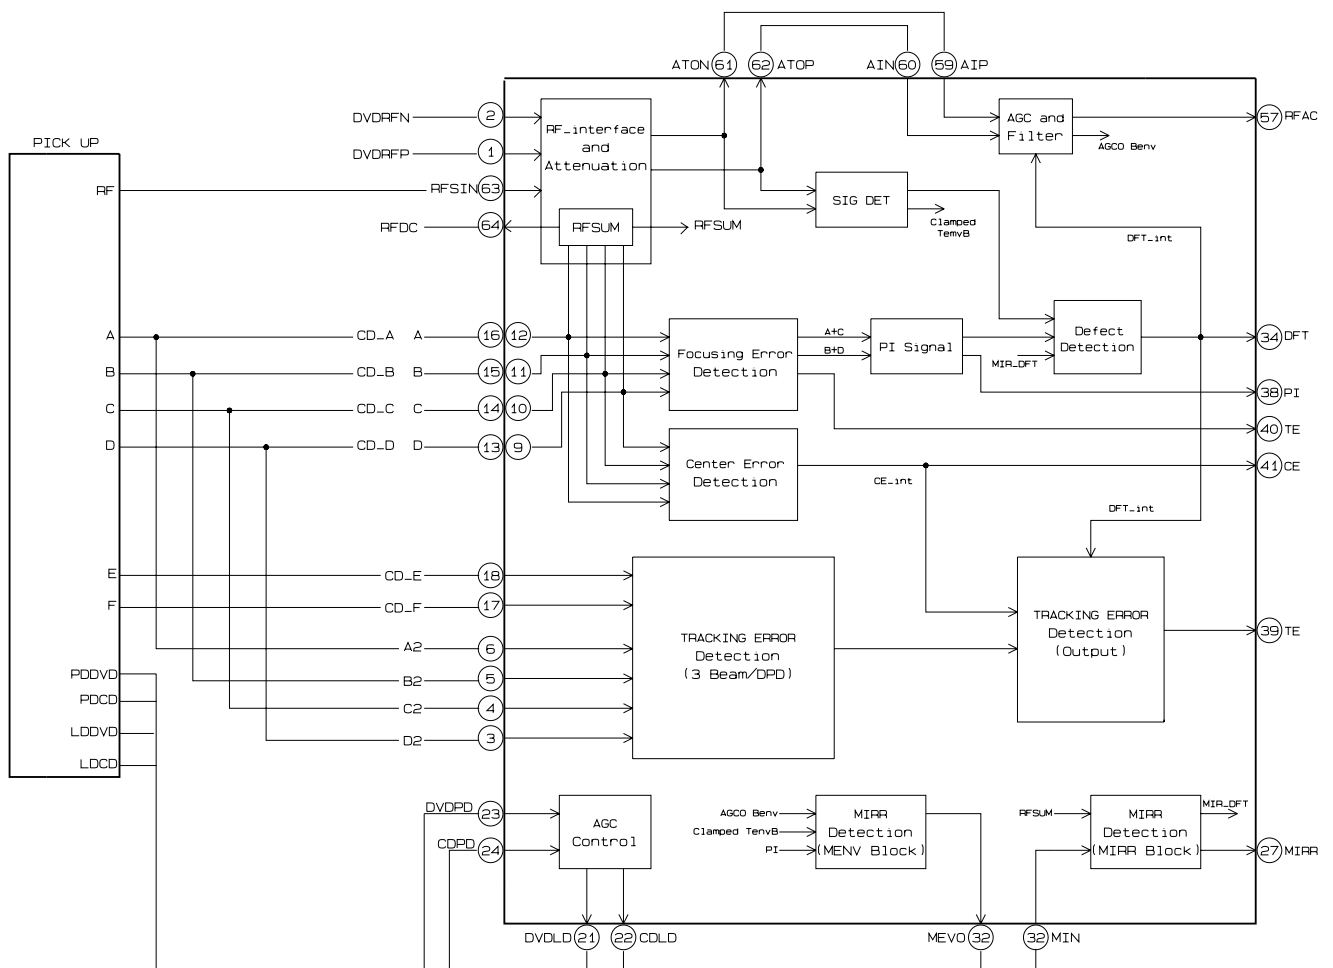 ATON 61 62 ATOP AIN 60 59 AIP
DVDRFN 2
RF_interface
and
Attenuation
AGC and
Filter
57 RFAC
PICK UP
DVDRFP 1
AGCO Benv
RF RFSIN 63
SIG DET
RFDC 64 RFSUM RFSUM
Clamped
TemvB
DFT_int
A CD_A A 16 12
Focusing Error
Detection
A+C
B+D
PI Signal
Defect
Detection
34 DFT
MIR_DFT
B CD_B B 15 11
38 PI
C CD_C C 14 10
40 TE
D CD_D D 13 9
Center Error
Detection
41 CE
CE_int
DFT_int
E CD_E 18
F CD_F 17
TRACKING ERROR
Detection
(3 Beam/DPD)
TRACKING ERROR
Detection
(Output)
39 TE
A2 6
PDDVD
B2 5
PDCD
C2 4
LDDVD
D2 3
LDCD
DVDPD 23
CDPD 24
AGC
Control
AGCO Benv
Clamped TenvB
PI
MIRR
Detection
(MENV Block)
RFSUM
MIRR
Detection
(MIRR Block)
MIR_DFT
27 MIRR
DVDLD 21 22 CDLD MEVO 32 32 MIN